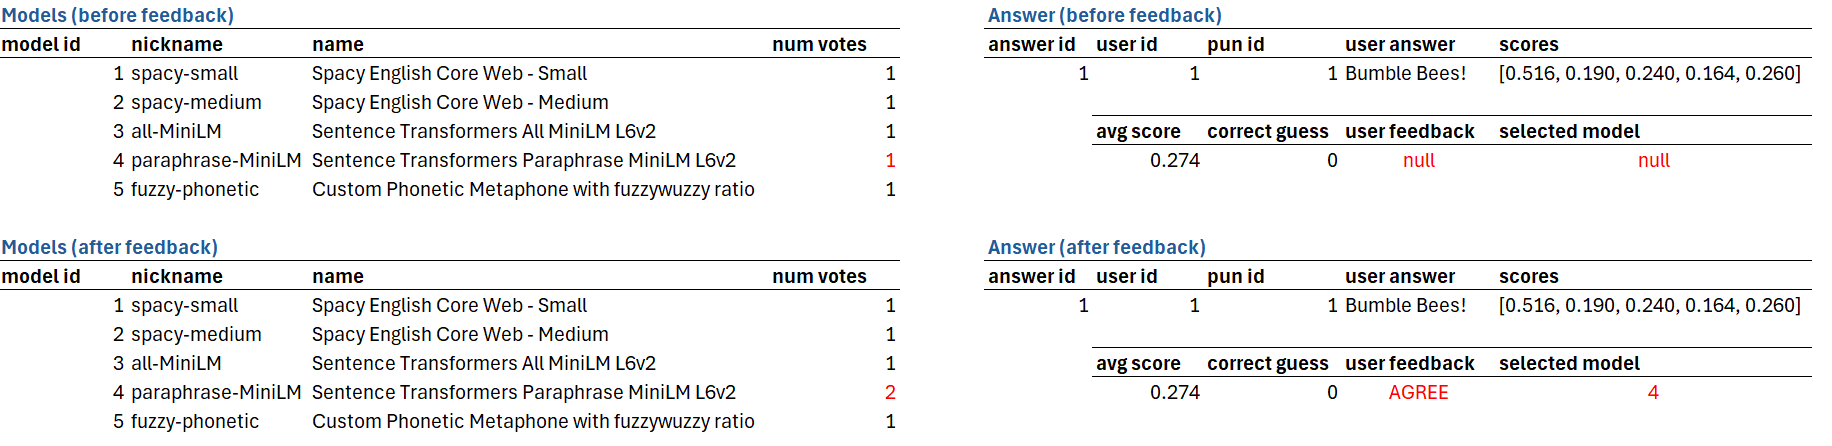 Models (before feedback)
model id nickname name num votes
1 spacy-small Spacy English Core Web - Small 1
2 spacy-medium Spacy English Core Web - Medium 1
3 all-MiniLM Sentence Transformers All MiniLM L6v2 1
4 paraphrase-MiniLM Sentence Transformers Paraphrase MiniLM L6v2 1
5 fuzzy-phonetic Custom Phonetic Metaphone with fuzzywuzzy ratio 1
Answer (before feedback)
answer id user id pun id user answer scores
1 1 1 Bumble Bees! [0.516, 0.190, 0.240, 0.164, 0.260]
avg score correct guess user feedback selected model
0.274 0 null null
Models (after feedback)
model id nickname name num votes
1 spacy-small Spacy English Core Web - Small 1
2 spacy-medium Spacy English Core Web - Medium 1
3 all-MiniLM Sentence Transformers All MiniLM L6v2 1
4 paraphrase-MiniLM Sentence Transformers Paraphrase MiniLM L6v2 2
5 fuzzy-phonetic Custom Phonetic Metaphone with fuzzywuzzy ratio 1
Answer (after feedback)
answer id user id pun id user answer scores
1 1 1 Bumble Bees! [0.516, 0.190, 0.240, 0.164, 0.260]
avg score correct guess user feedback selected model
0.274 0 AGREE 4